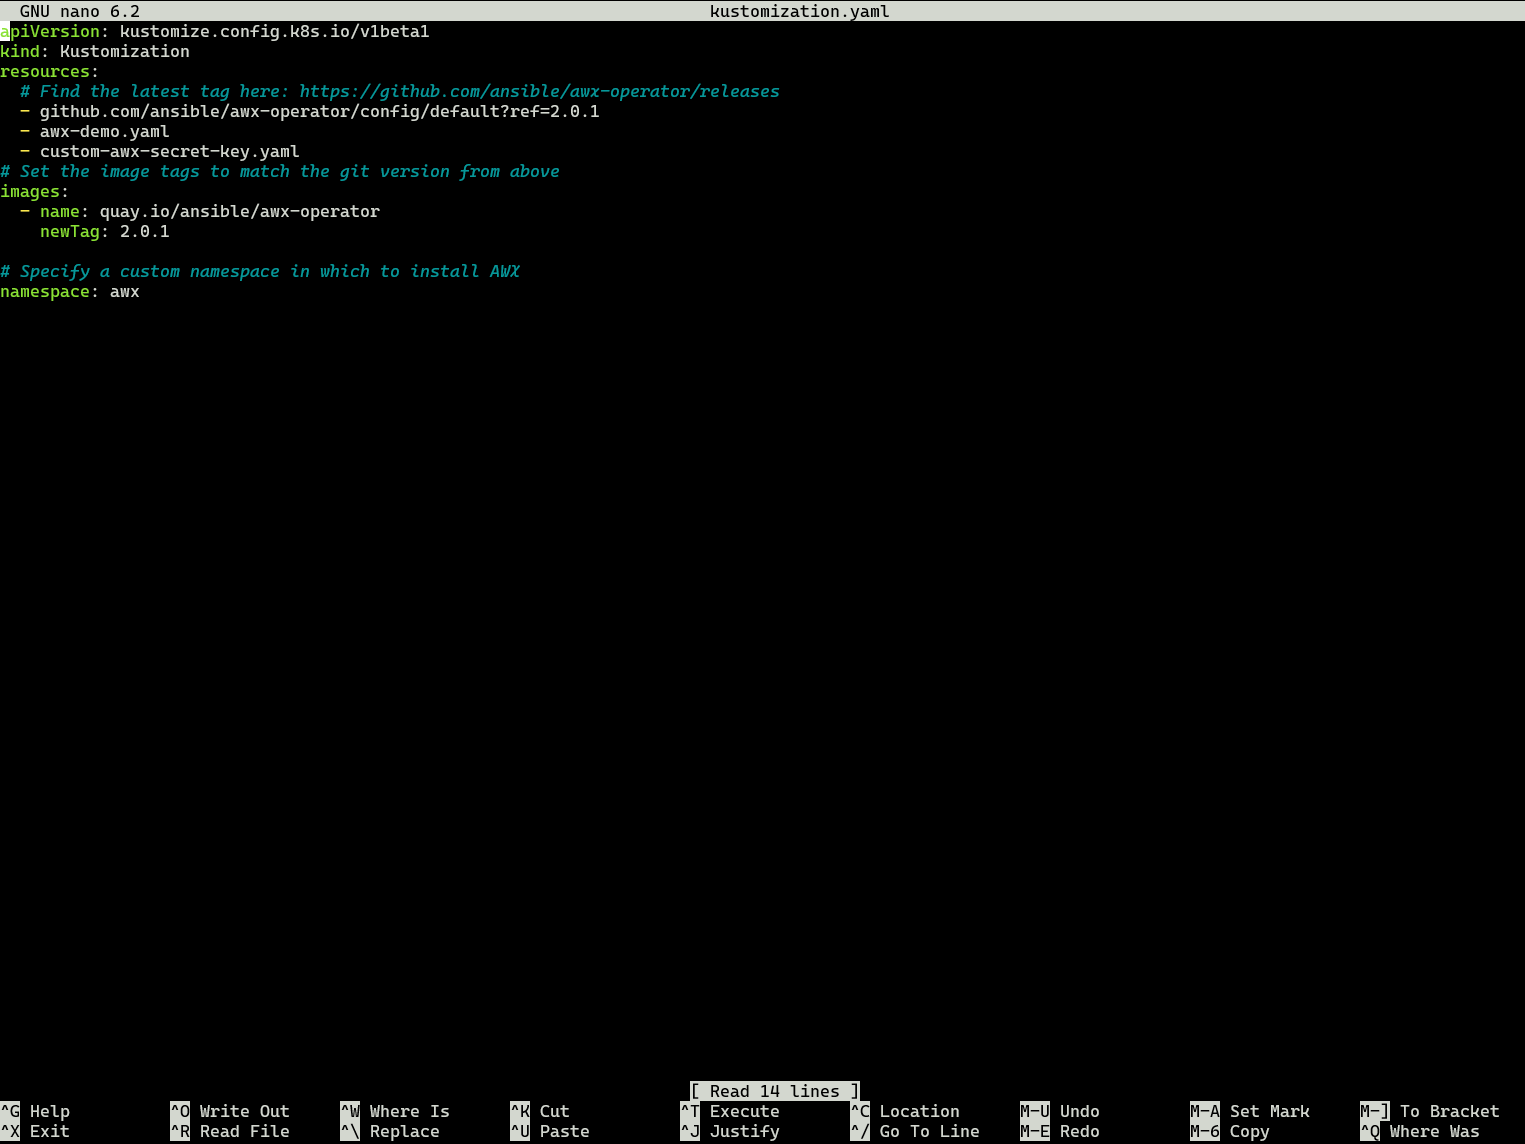 GNU nano 6.2 kustomization.yaml
apiVersion: kustomize.config.k8s.io/v1beta1
kind: Kustomization
resources:
  # Find the latest tag here: https://github.com/ansible/awx-operator/releases
  - github.com/ansible/awx-operator/config/default?ref=2.0.1
  - awx-demo.yaml
  - custom-awx-secret-key.yaml
# Set the image tags to match the git version from above
images:
  - name: quay.io/ansible/awx-operator
    newTag: 2.0.1

# Specify a custom namespace in which to install AWX
namespace: awx
[ Read 14 lines ]
^G Help ^O Write Out ^W Where Is ^K Cut ^T Execute ^C Location M-U Undo M-A Set Mark M-] To Bracket
^X Exit ^R Read File ^\ Replace ^U Paste ^J Justify ^/ Go To Line M-E Redo M-6 Copy ^Q Where Was